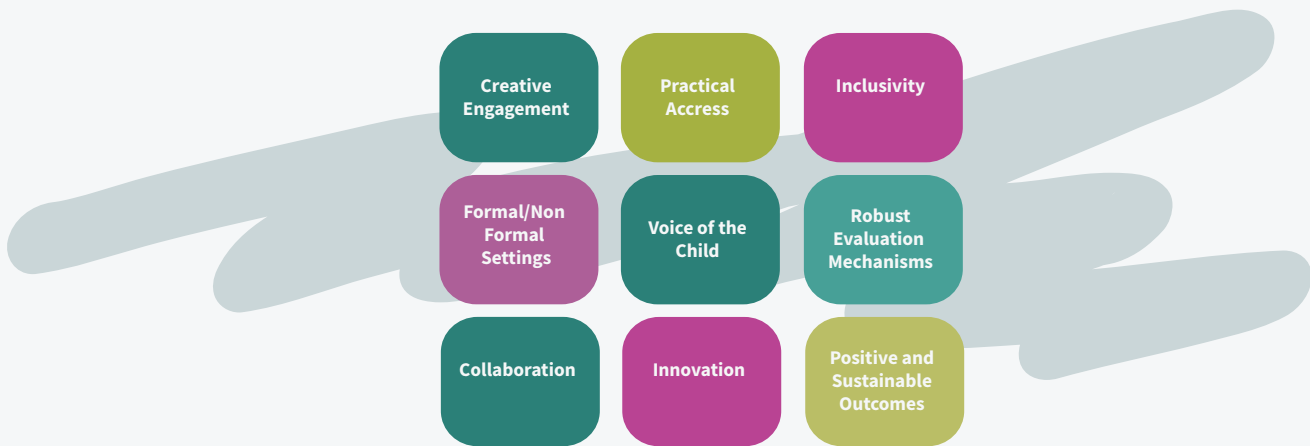 Creative
Engagement
Practical
Accress
Inclusivity
Formal/Non
Formal
Settings
Voice of the
Child
Robust
Evaluation
Mechanisms
Collaboration
Innovation
Positive and
Sustainable
Outcomes